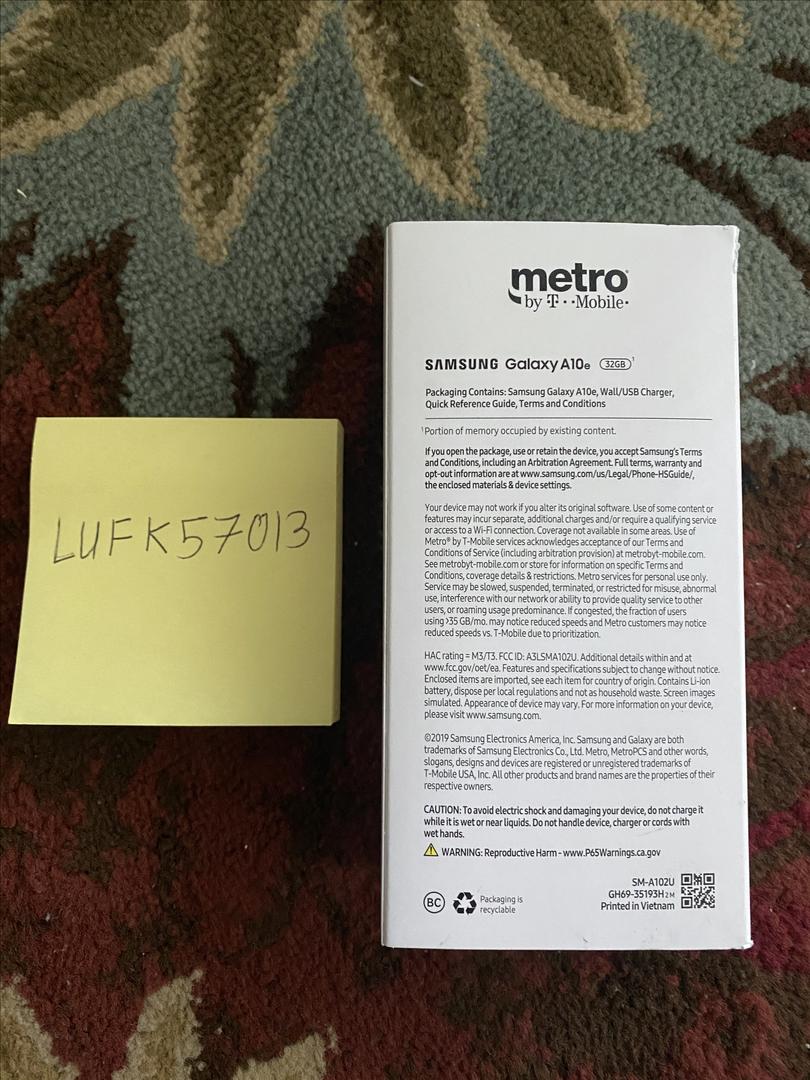 LUFK57013
metro®
by T··Mobile·
SAMSUNG Galaxy A10e 32GB¹
Packaging Contains: Samsung Galaxy A10e, Wall/USB Charger,
Quick Reference Guide, Terms and Conditions
¹Portion of memory occupied by existing content.
If you open the package, use or retain the device, you accept Samsung's Terms
and Conditions, including an Arbitration Agreement. Full terms, warranty and
opt-out information are at www.samsung.com/us/Legal/Phone-HSGuide/,
the enclosed materials & device settings.
Your device may not work if you alter its original software. Use of some content or
features may incur separate, additional charges and/or require a qualifying service
or access to a Wi-Fi connection. Coverage not available in some areas. Use of
Metro® by T-Mobile services acknowledges acceptance of our Terms and
Conditions of Service (including arbitration provision) at metrobyt-mobile.com.
See metrobyt-mobile.com or store for information on specific Terms and
Conditions, coverage details & restrictions. Metro services for personal use only.
Service may be slowed, suspended, terminated, or restricted for misuse, abnormal
use, interference with our network or ability to provide quality service to other
users, or roaming usage predominance. If congested, the fraction of users
using >35 GB/mo. may notice reduced speeds and Metro customers may notice
reduced speeds vs. T-Mobile due to prioritization.
HAC rating = M3/T3. FCC ID: A3LSMA102U. Additional details within and at
www.fcc.gov/oet/ea. Features and specifications subject to change without notice.
Enclosed items are imported, see each item for country of origin. Contains Li-ion
battery, dispose per local regulations and not as household waste. Screen images
simulated. Appearance of device may vary. For more information on your device,
please visit www.samsung.com.
©2019 Samsung Electronics America, Inc. Samsung and Galaxy are both
trademarks of Samsung Electronics Co., Ltd. Metro, MetroPCS and other words,
slogans, designs and devices are registered or unregistered trademarks of
T-Mobile USA, Inc. All other products and brand names are the properties of their
respective owners.
CAUTION: To avoid electric shock and damaging your device, do not charge it
while it is wet or near liquids. Do not handle device, charger or cords with
wet hands.
WARNING: Reproductive Harm - www.P65Warnings.ca.gov
BC
Packaging is
recyclable
SM-A102U
GH69-35193H 2M
Printed in Vietnam